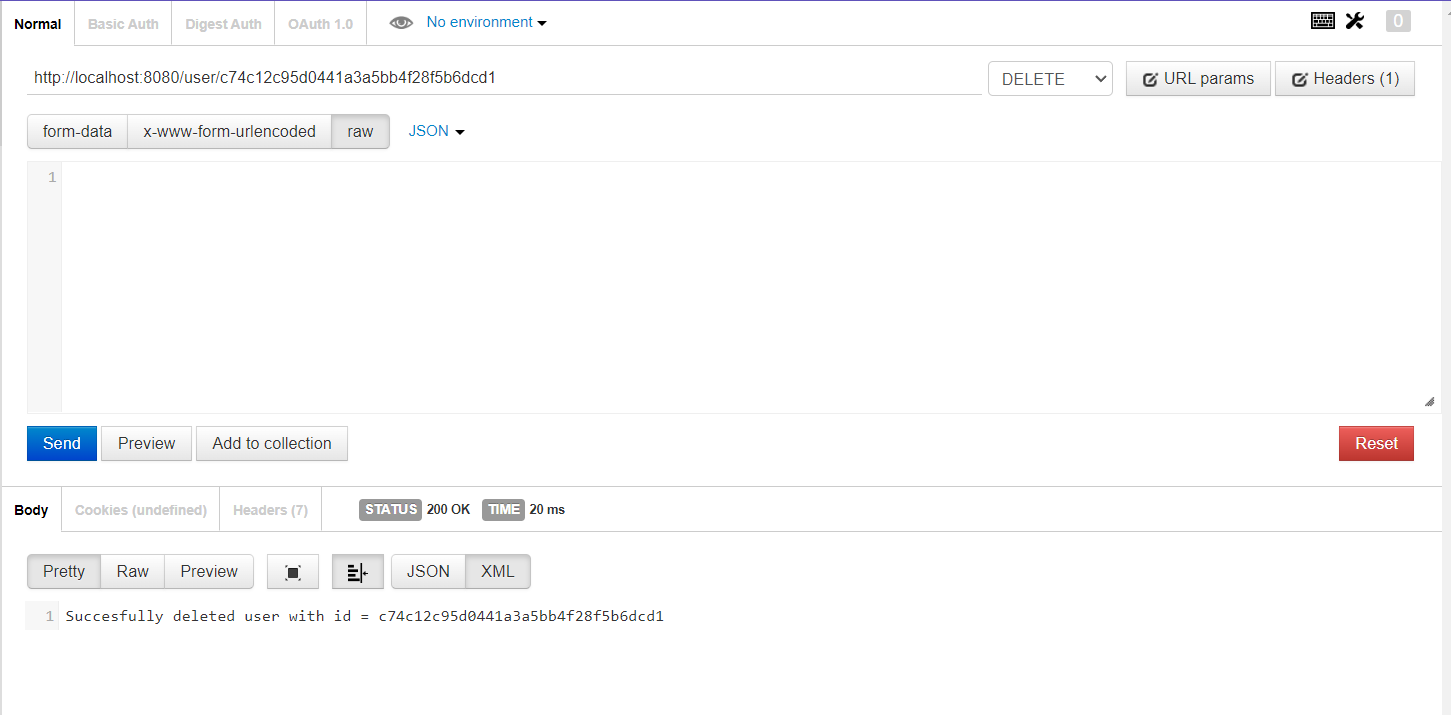 Normal Basic Auth Digest Auth OAuth 1.0 No environment 0
http://localhost:8080/user/c74c12c95d0441a3a5bb4f28f5b6dcd1 DELETE URL params Headers (1)
form-data x-www-form-urlencoded raw JSON
1
Send Preview Add to collection Reset
Body Cookies (undefined) Headers (7) STATUS 200 OK TIME 20 ms
Pretty Raw Preview JSON XML
1 Succesfully deleted user with id = c74c12c95d0441a3a5bb4f28f5b6dcd1